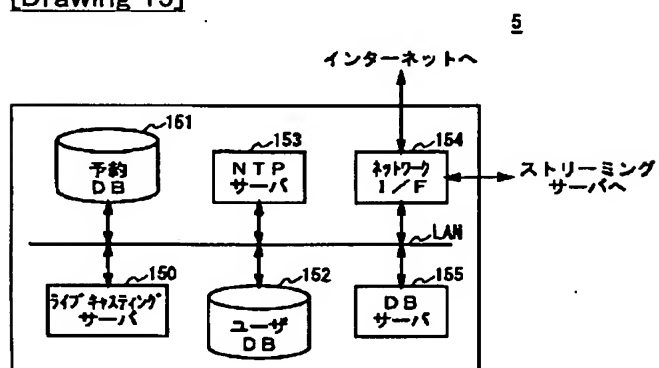 [Drawing 15]
5
インターネットへ
151
予約
DB
153
NTP
サーバ
154
ネットワーク
I/F
ストリーミング
サーバへ
LAN
150
ライブキャスティング
サーバ
152
ユーザ
DB
155
DB
サーバ